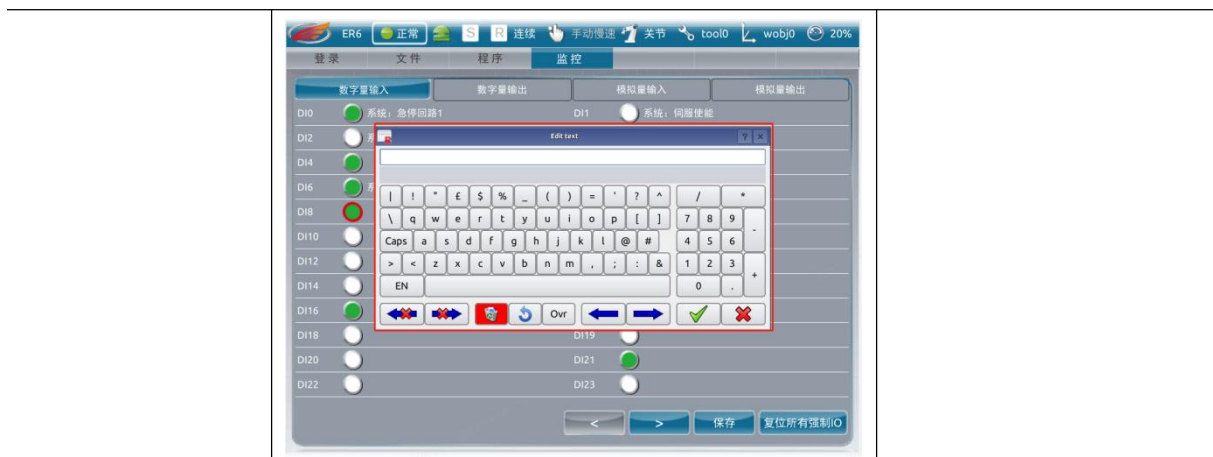 ER6 正常 S R 连续 手动慢速 关节 tool0 wobj0 20%
登录 文件 程序 监控
数字量输入 数字量输出 模拟量输入 模拟量输出
DI0 系统：急停回路1 DI1 系统：伺服使能
DI2
Edit text ? ×
DI4
DI6
| ! " £ $ % _ ( ) = ' ? ^ / *
DI8
\ q w e r t y u i o p [ ] 7 8 9 -
DI10
Caps a s d f g h j k l @ # 4 5 6
DI12
> < z x c v b n m , ; : & 1 2 3 +
DI14
EN 0 .
DI16
Ovr
DI18 DI19
DI20 DI21
DI22 DI23
< > 保存 复位所有强制IO